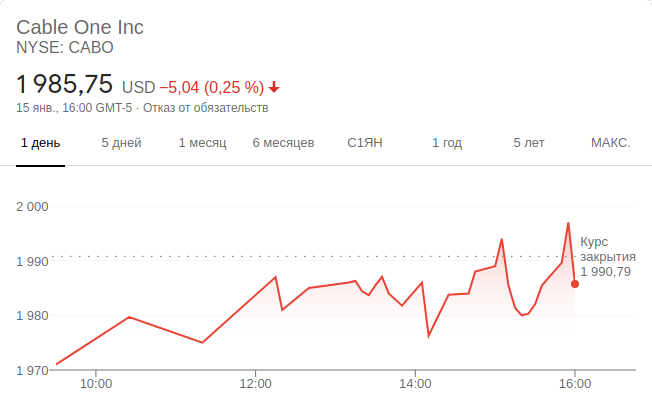 Cable One Inc
NYSE: CABO
1 985,75 USD −5,04 (0,25 %)
15 янв., 16:00 GMT-5 · Отказ от обязательств
1 день 5 дней 1 месяц 6 месяцев С1ЯН 1 год 5 лет МАКС.
2 000
1 990
1 980
1 970
Курс
закрытия
1 990,79
10:00 12:00 14:00 16:00